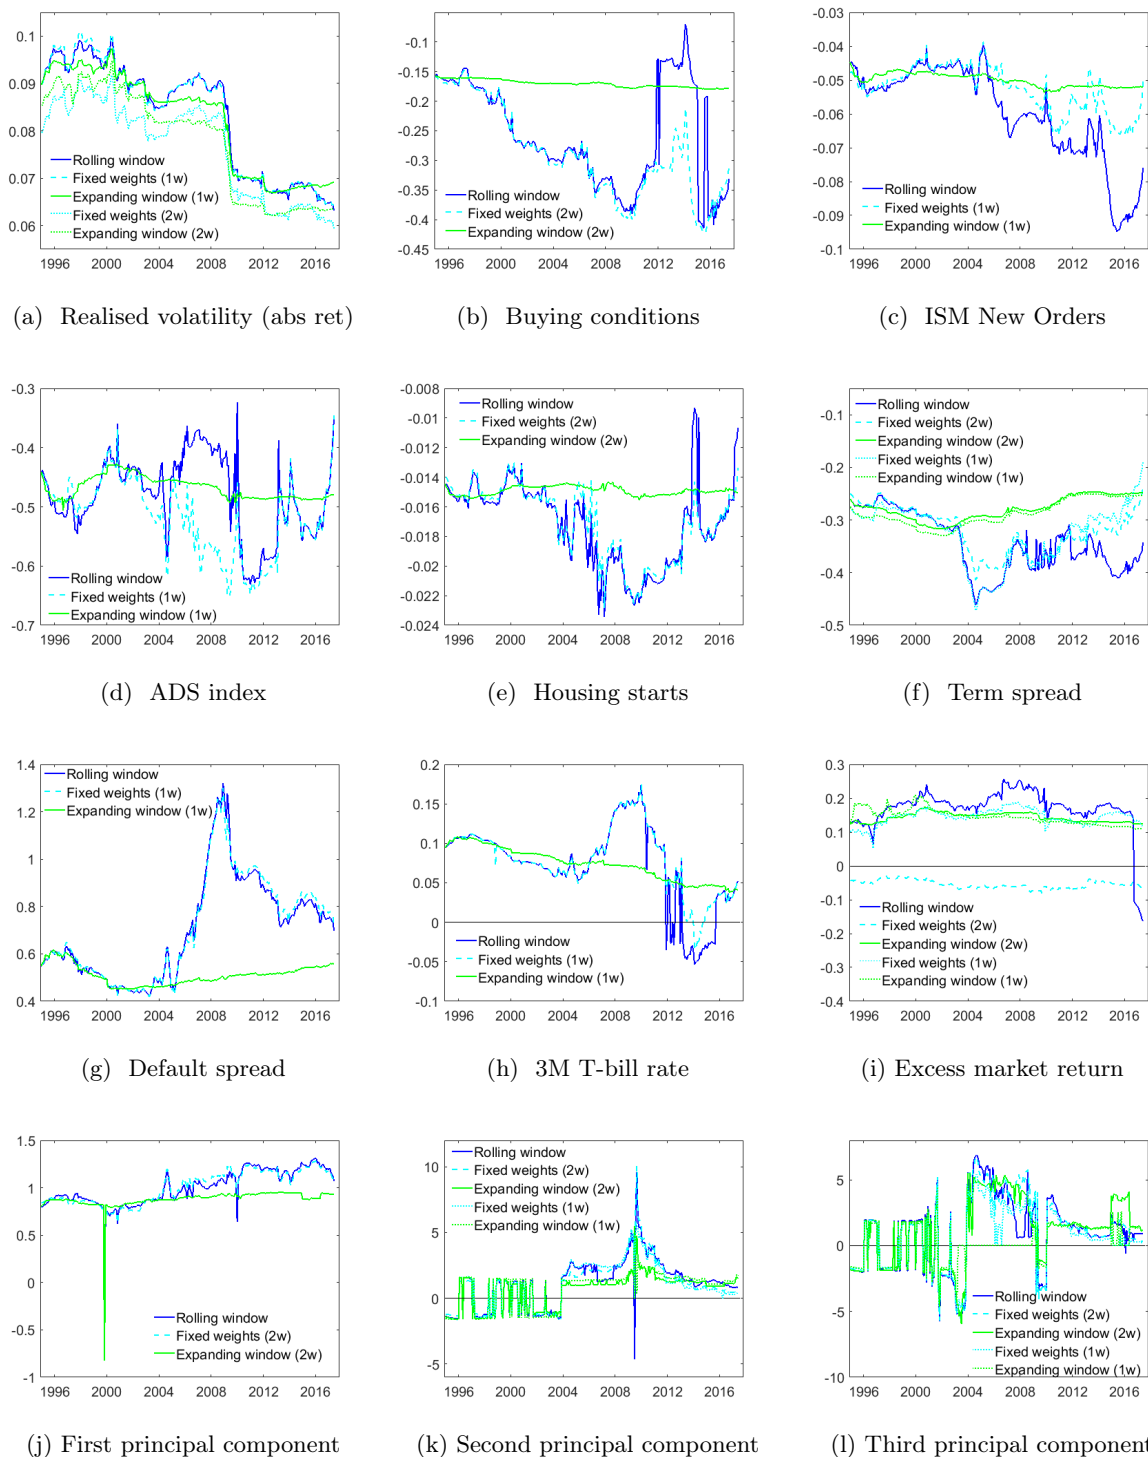 0.1
0.09
0.08
0.07
0.06
Rolling window
Fixed weights (1w)
Expanding window (1w)
Fixed weights (2w)
Expanding window (2w)
1996 2000 2004 2008 2012 2016
(a) Realised volatility (abs ret)
-0.05
-0.1
-0.15
-0.2
-0.25
-0.3
-0.35
-0.4
-0.45
Rolling window
Fixed weights (2w)
Expanding window (2w)
1996 2000 2004 2008 2012 2016
(b) Buying conditions
-0.03
-0.04
-0.05
-0.06
-0.07
-0.08
-0.09
-0.1
Rolling window
Fixed weights (1w)
Expanding window (1w)
1996 2000 2004 2008 2012 2016
(c) ISM New Orders
-0.3
-0.4
-0.5
-0.6
-0.7
Rolling window
Fixed weights (1w)
Expanding window (1w)
1996 2000 2004 2008 2012 2016
(d) ADS index
-0.008
-0.01
-0.012
-0.014
-0.016
-0.018
-0.02
-0.022
-0.024
Rolling window
Fixed weights (2w)
Expanding window (2w)
1996 2000 2004 2008 2012 2016
(e) Housing starts
-0.1
-0.2
-0.3
-0.4
-0.5
Rolling window
Fixed weights (2w)
Expanding window (2w)
Fixed weights (1w)
Expanding window (1w)
1996 2000 2004 2008 2012 2016
(f) Term spread
1.4
1.2
1
0.8
0.6
0.4
Rolling window
Fixed weights (1w)
Expanding window (1w)
1996 2000 2004 2008 2012 2016
(g) Default spread
0.2
0.15
0.1
0.05
0
-0.05
-0.1
Rolling window
Fixed weights (1w)
Expanding window (1w)
1996 2000 2004 2008 2012 2016
(h) 3M T-bill rate
0.3
0.2
0.1
0
-0.1
-0.2
-0.3
-0.4
Rolling window
Fixed weights (2w)
Expanding window (2w)
Fixed weights (1w)
Expanding window (1w)
1996 2000 2004 2008 2012 2016
(i) Excess market return
1.5
1
0.5
0
-0.5
-1
Rolling window
Fixed weights (2w)
Expanding window (2w)
1996 2000 2004 2008 2012 2016
(j) First principal component
10
5
0
-5
Rolling window
Fixed weights (2w)
Expanding window (2w)
Fixed weights (1w)
Expanding window (1w)
1996 2000 2004 2008 2012 2016
(k) Second principal component
5
0
-5
-10
Rolling window
Fixed weights (2w)
Expanding window (2w)
Fixed weights (1w)
Expanding window (1w)
1996 2000 2004 2008 2012 2016
(l) Third principal component